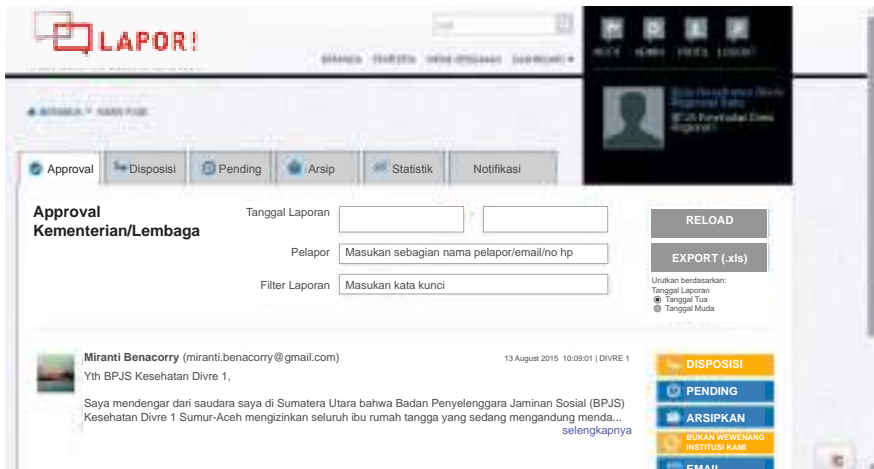 LAPOR!
Approval
Disposisi
Pending
Arsip
Statistik
Notifikasi
Approval
Kementerian/Lembaga
Tanggal Laporan
-
Pelapor
Masukan sebagian nama pelapor/email/no hp
Filter Laporan
Masukan kata kunci
RELOAD
EXPORT (.xls)
Urutkan berdasarkan:
Tanggal Laporan
Tanggal Tua
Tanggal Muda
Miranti Benacorry (miranti.benacorry@gmail.com)
13 August 2015 10:09:01 | DIVRE 1
Yth BPJS Kesehatan Divre 1,
Saya mendengar dari saudara saya di Sumatera Utara bahwa Badan Penyelenggara Jaminan Sosial (BPJS)
Kesehatan Divre 1 Sumur-Aceh mengizinkan seluruh ibu rumah tangga yang sedang mengandung menda...
selengkapnya
DISPOSISI
PENDING
ARSIPKAN
BUKAN WEWENANG
INSTITUSI KAMI
EMAIL